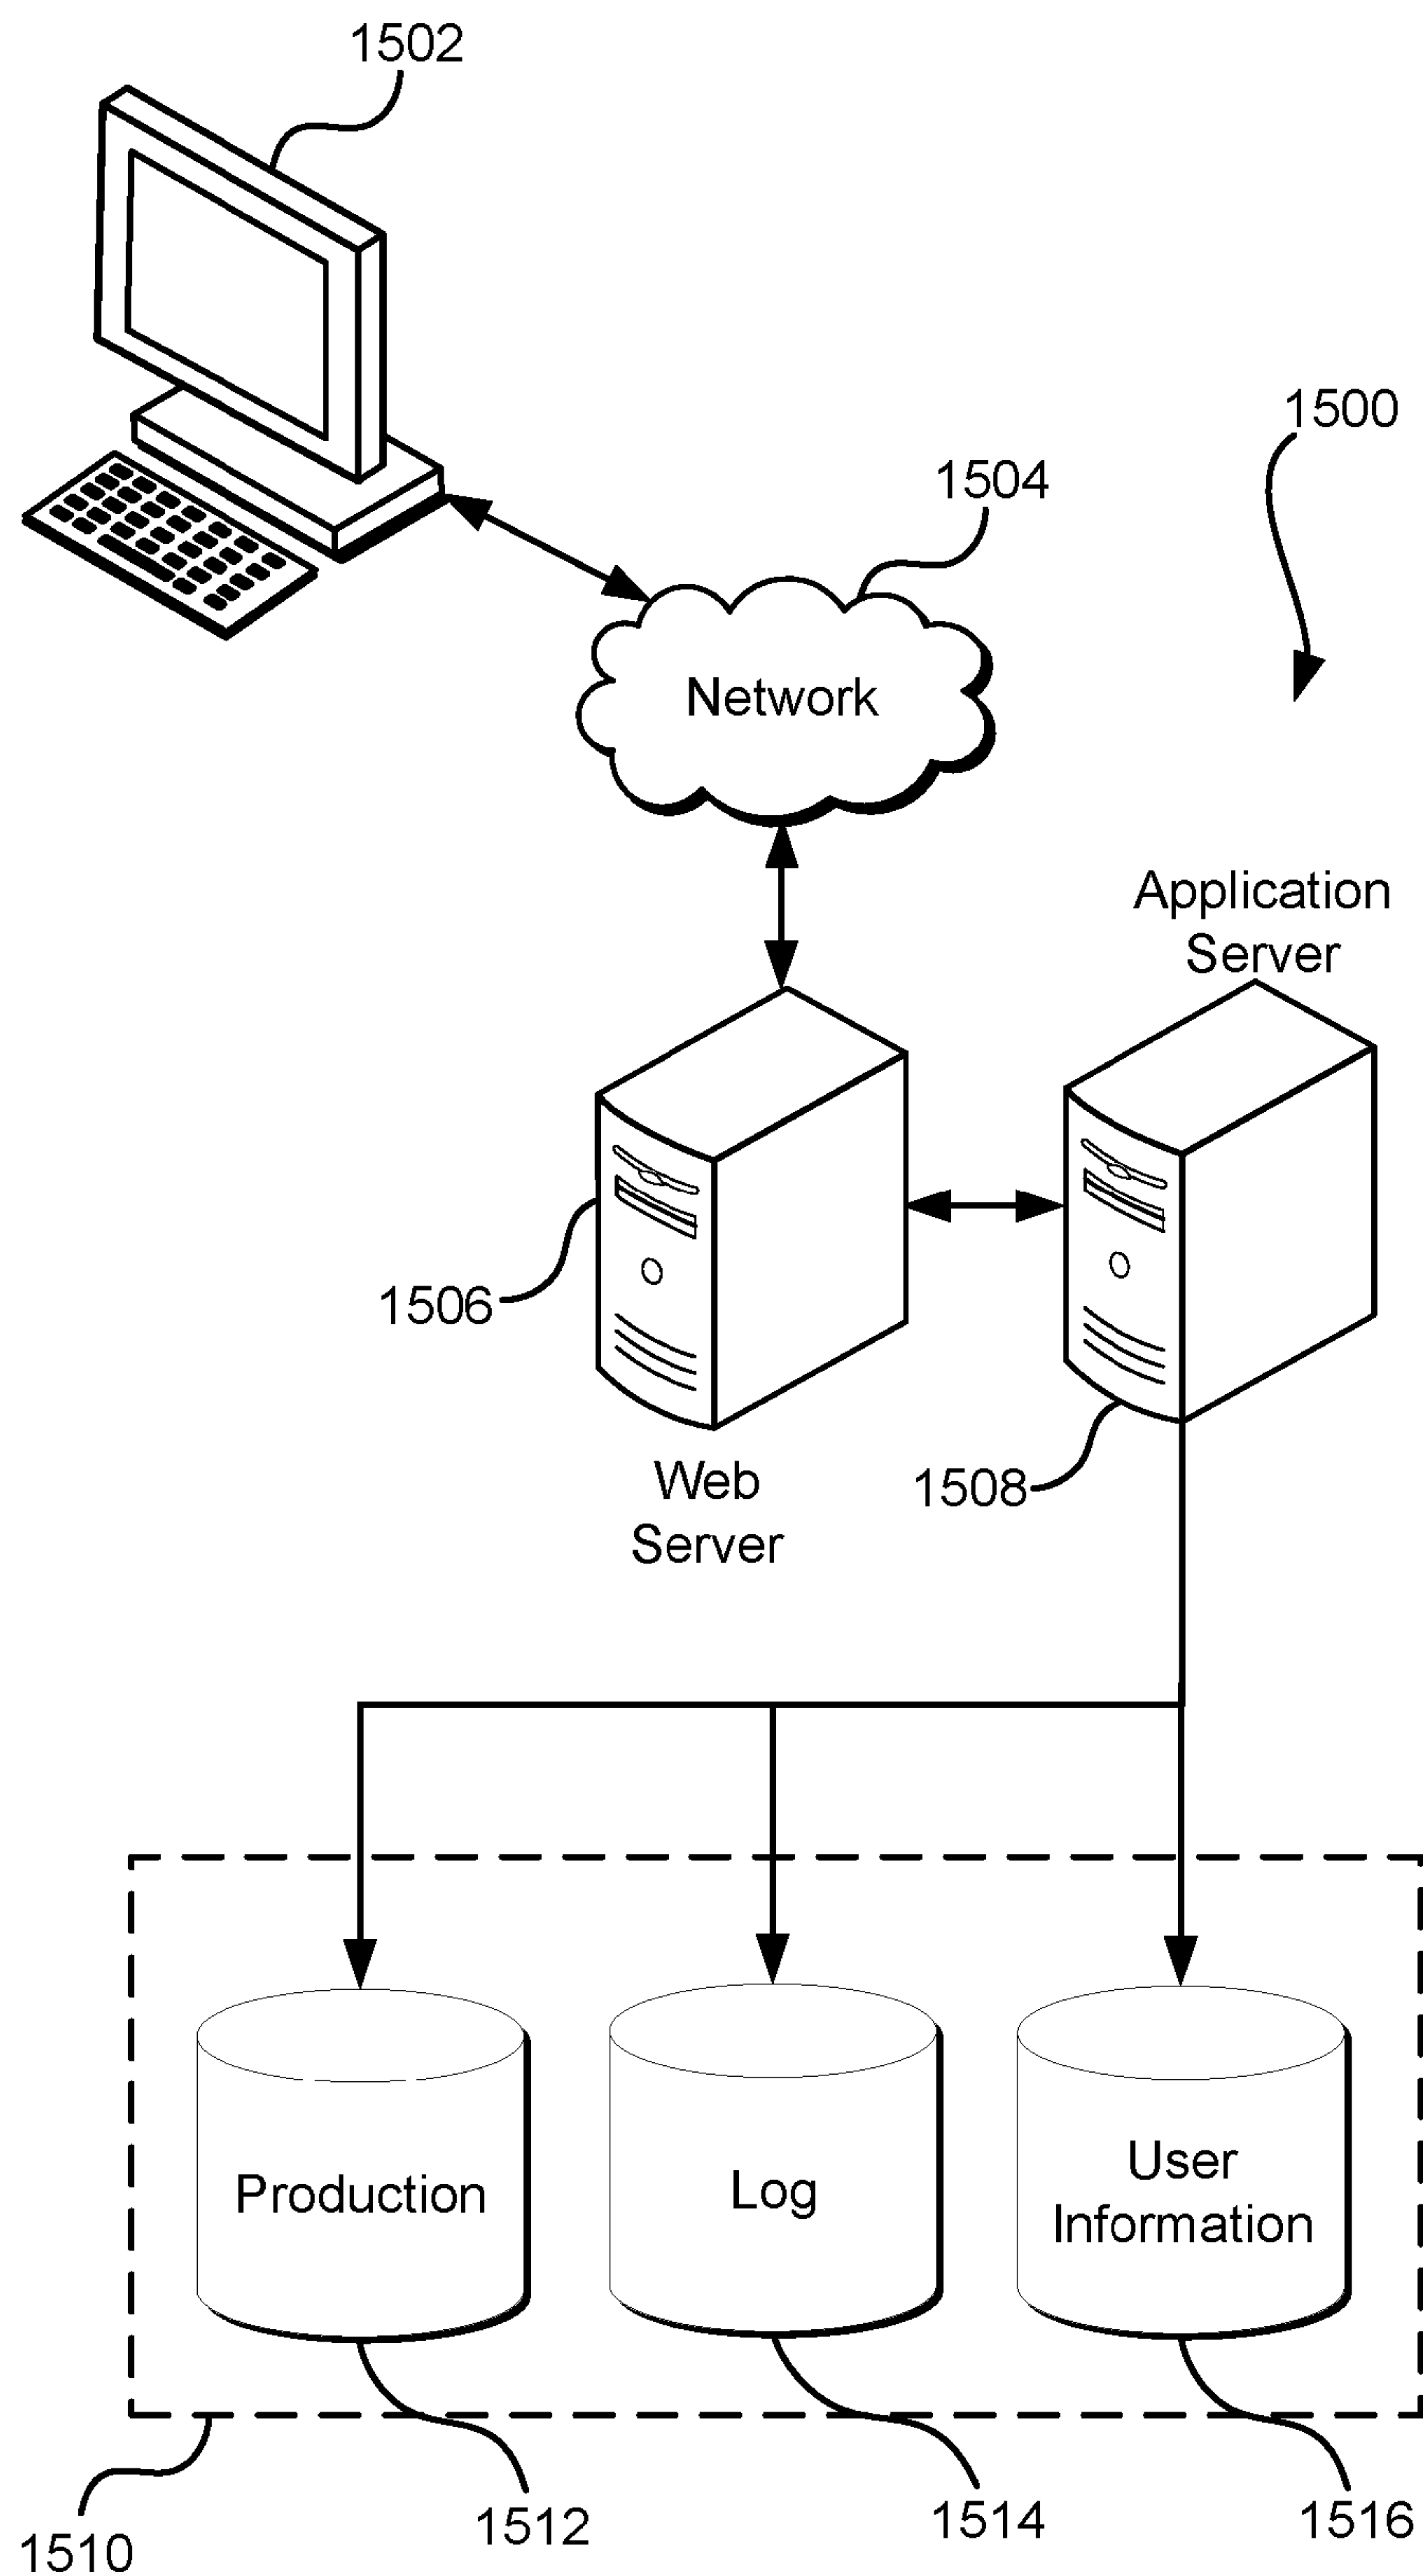 1502
1500
1504
Network
Application
Server
1506
Web
Server
1508
Production
Log
User
Information
1510
1512
1514
1516